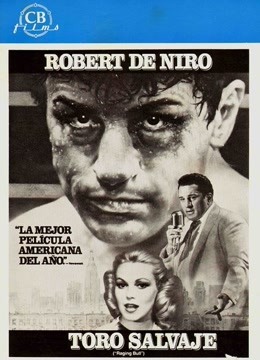 CB
films
ROBERT DE NIRO
"LA MEJOR
PELÍCULA
AMERICANA
DEL AÑO".
TORO SALVAJE
("Raging Bull")